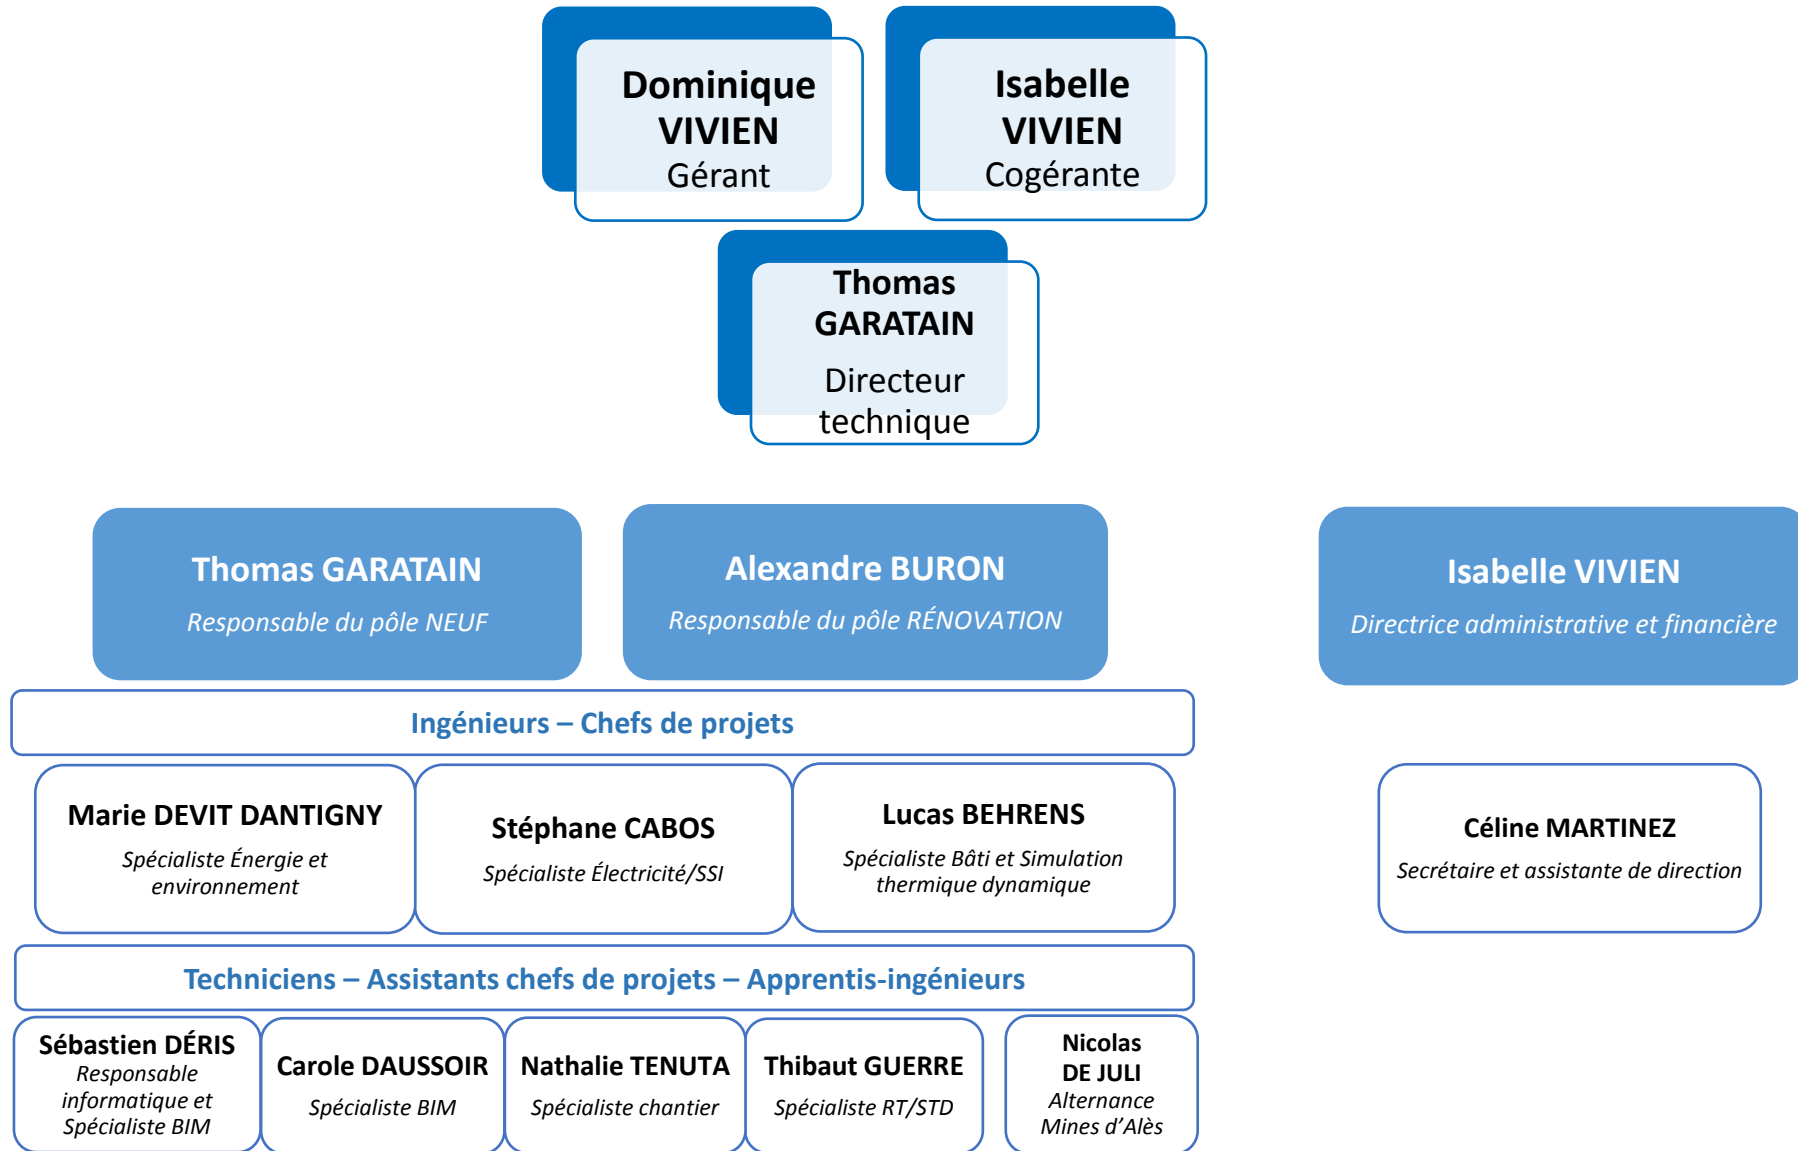 Dominique
VIVIEN
Gérant
Isabelle
VIVIEN
Cogérante
Thomas
GARATAIN
Directeur
technique
Thomas GARATAIN
Responsable du pôle NEUF
Alexandre BURON
Responsable du pôle RÉNOVATION
Isabelle VIVIEN
Directrice administrative et financière
Ingénieurs – Chefs de projets
Marie DEVIT DANTIGNY
Spécialiste Énergie et
environnement
Stéphane CABOS
Spécialiste Électricité/SSI
Lucas BEHRENS
Spécialiste Bâti et Simulation
thermique dynamique
Céline MARTINEZ
Secrétaire et assistante de direction
Techniciens – Assistants chefs de projets – Apprentis-ingénieurs
Sébastien DÉRIS
Responsable
informatique et
Spécialiste BIM
Carole DAUSSOIR
Spécialiste BIM
Nathalie TENUTA
Spécialiste chantier
Thibaut GUERRE
Spécialiste RT/STD
Nicolas
DE JULI
Alternance
Mines d’Alès